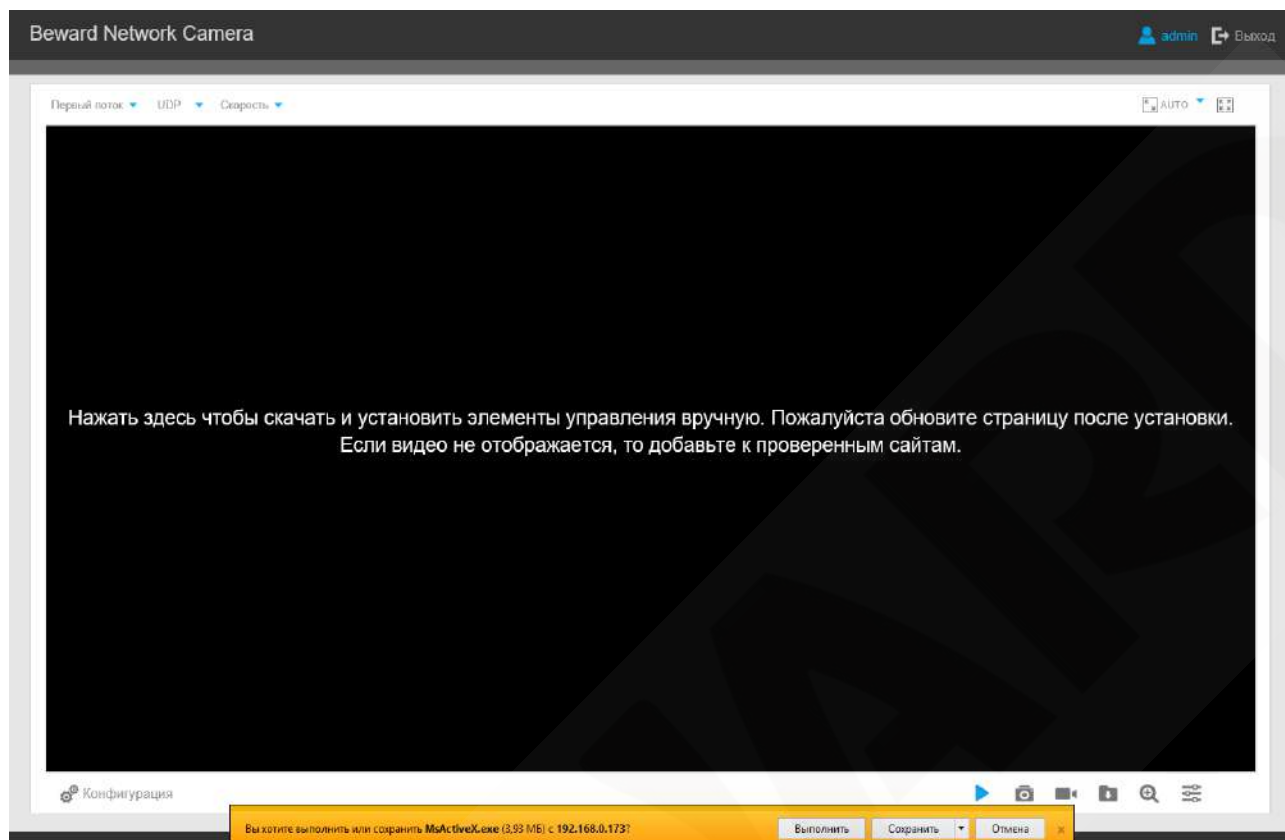 Beward Network Camera
admin Выход
Первый поток UDP Скорость AUTO
Нажать здесь чтобы скачать и установить элементы управления вручную. Пожалуйста обновите страницу после установки.
Если видео не отображается, то добавьте к проверенным сайтам.
Конфигурация
Вы хотите выполнить или сохранить MsActiveX.exe (3,93 МБ) с 192.168.0.173? Выполнить Сохранить Отмена